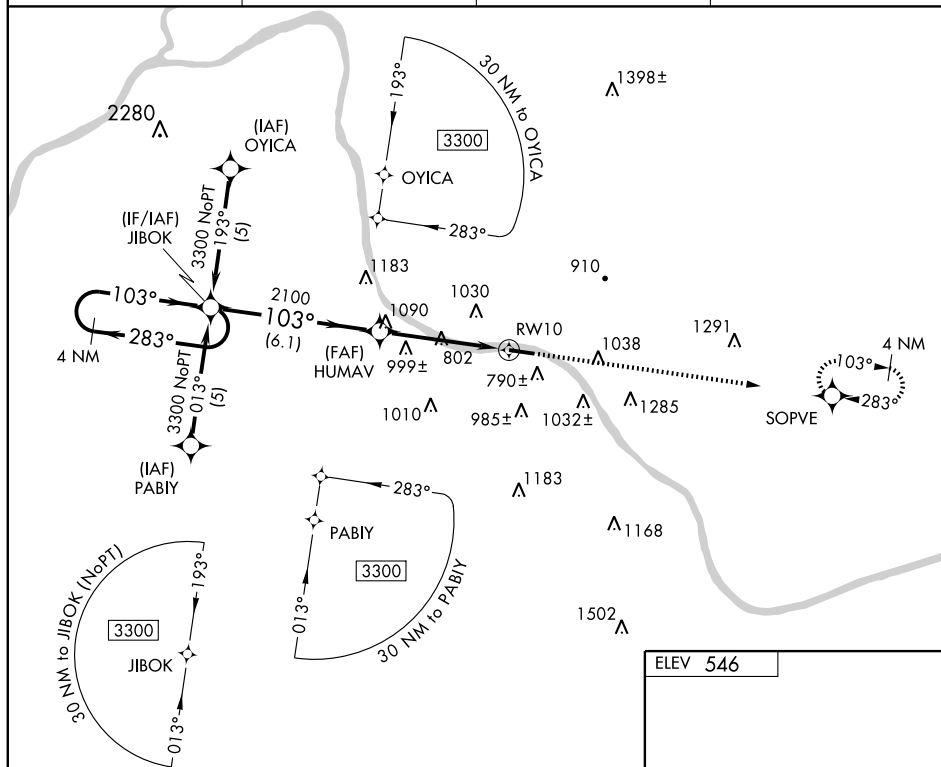 2280
(IAF)
OYICA
193°
30 NM to OYICA
3300
OYICA
283°
1398±
(IF/IAF)
JIBOK
3300 NoPT
193°
(5)
1183
910
103°
2100
103°
(6.1)
1090
1030
RW10
283°
4 NM
(FAF)
HUMAV
999±
802
790±
1038
1291
103°
4 NM
283°
SOPVE
3300 NoPT
013°
(5)
1010
985±
1032±
1285
(IAF)
PABIY
283°
1183
PABIY
3300
013°
30 NM to PABIY
1168
30 NM to JIBOK (NoPT)
193°
3300
JIBOK
013°
1502
ELEV 546